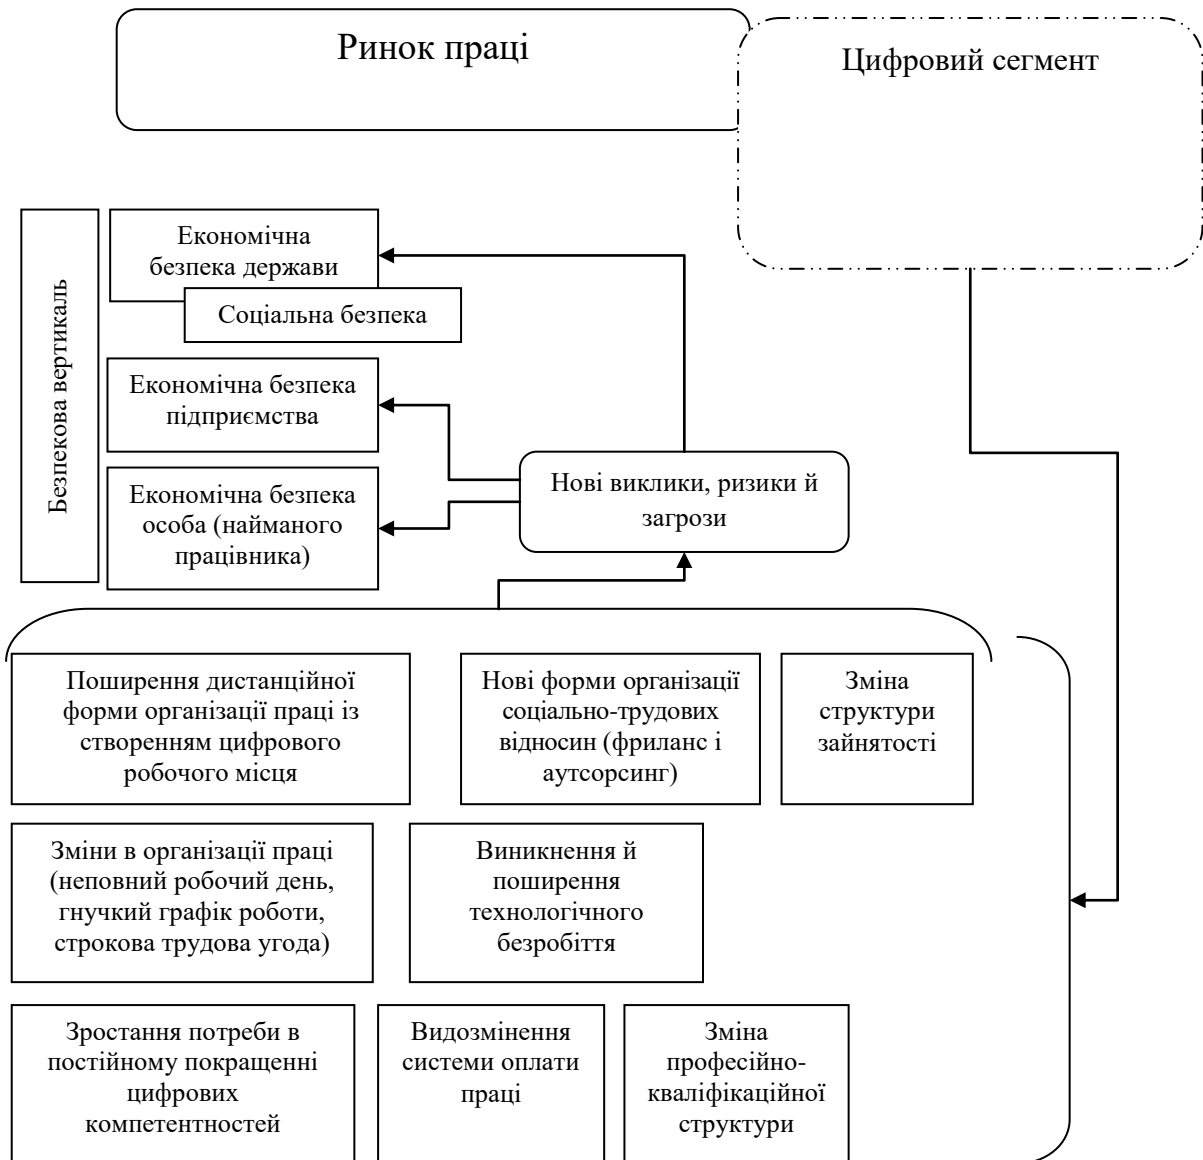 Ринок праці
Цифровий сегмент
Безпекова вертикаль
Економічна
безпека держави
Соціальна безпека
Економічна безпека
підприємства
Економічна безпека
особа (найманого
працівника)
Нові виклики, ризики й
загрози
Поширення дистанційної
форми організації праці із
створенням цифрового
робочого місця
Нові форми організації
соціально-трудових
відносин (фриланс і
аутсорсинг)
Зміна
структури
зайнятості
Зміни в організації праці
(неповний робочий день,
гнучкий графік роботи,
строкова трудова угода)
Виникнення й
поширення
технологічного
безробіття
Зростання потреби в
постійному покращенні
цифрових
компетентностей
Видозмінення
системи оплати
праці
Зміна
професійно-
кваліфікаційної
структури